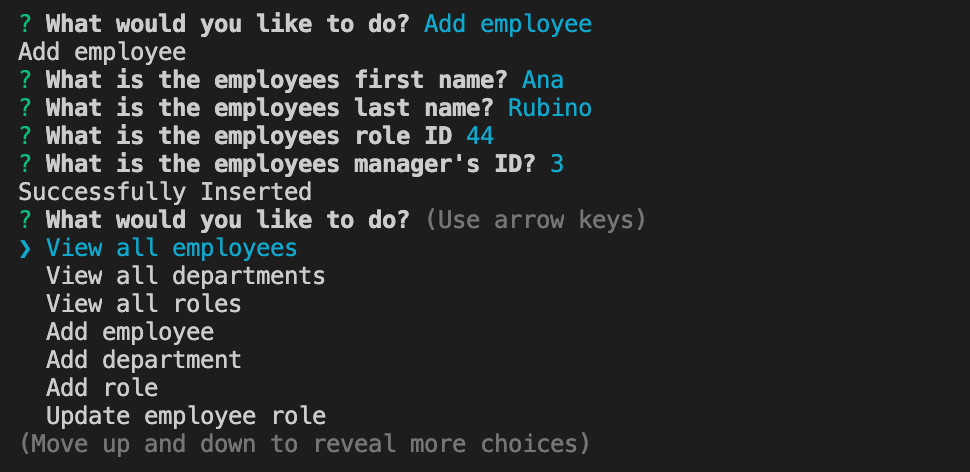 ? What would you like to do? Add employee
Add employee
? What is the employees first name? Ana
? What is the employees last name? Rubino
? What is the employees role ID 44
? What is the employees manager's ID? 3
Successfully Inserted
? What would you like to do? (Use arrow keys)
❯ View all employees
  View all departments
  View all roles
  Add employee
  Add department
  Add role
  Update employee role
(Move up and down to reveal more choices)